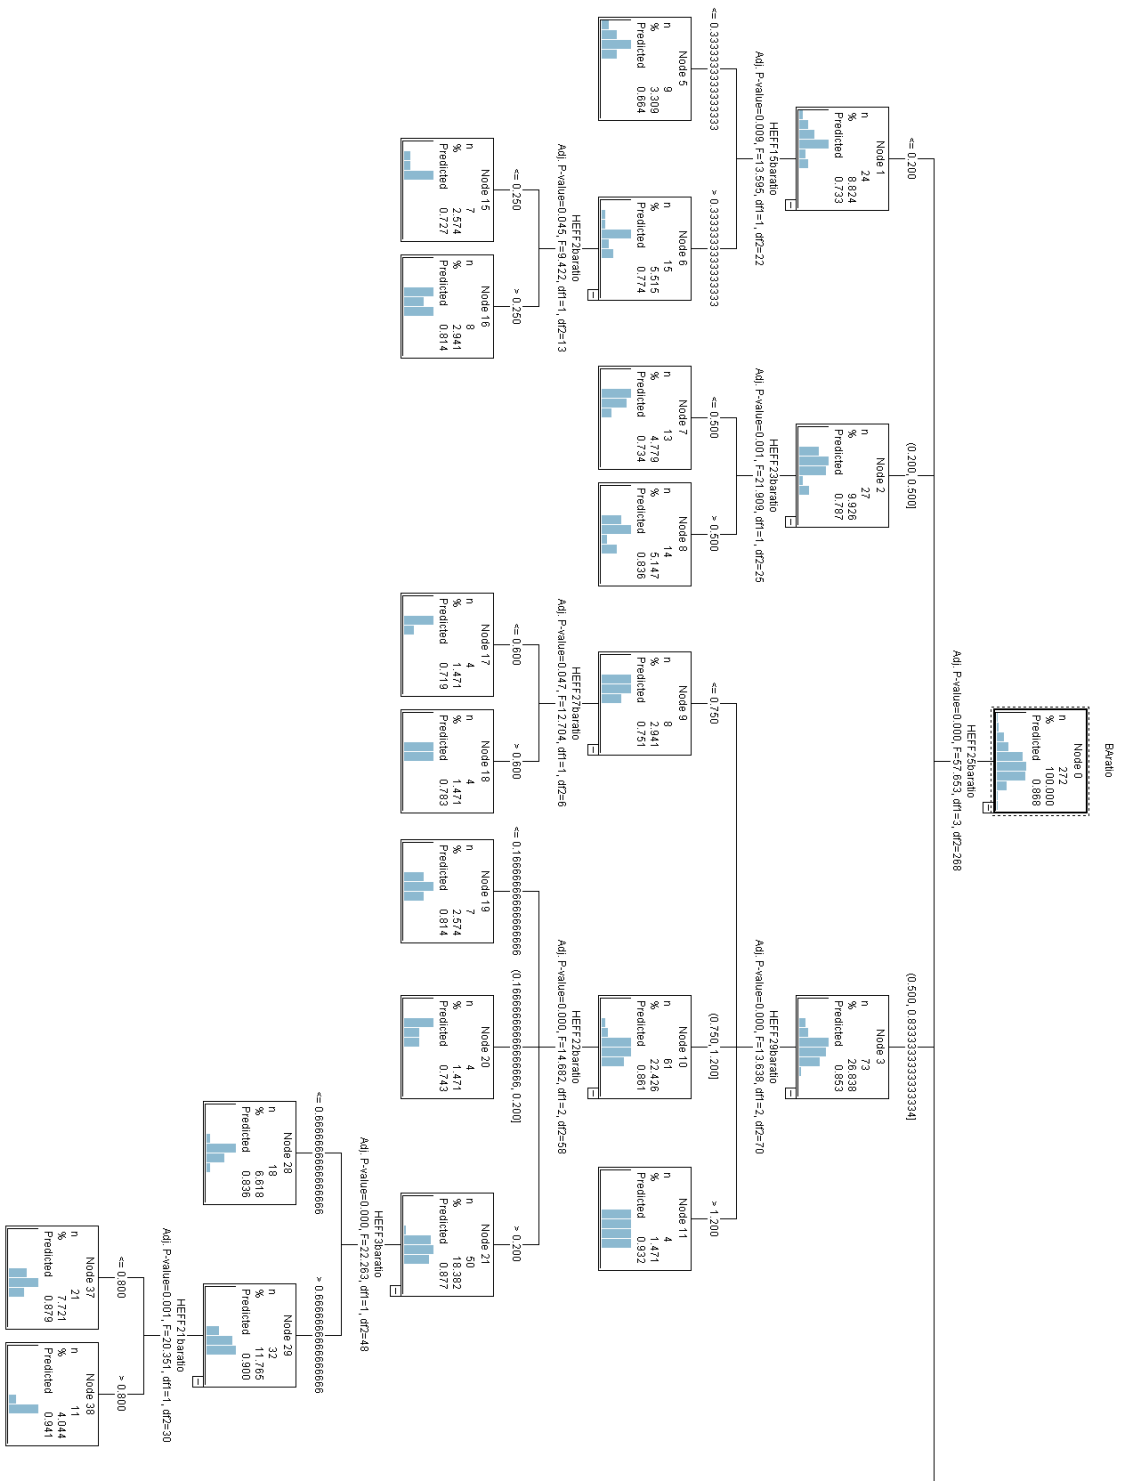 BAratio
Node 0
n 272
% 100.000
Predicted 0.868
HEFF25baratio
Adj. P-value=0.000, F=57.653, df1=3, df2=268
<= 0.200
(0.200, 0.500]
(0.500, 0.8333333333333334]
Node 1
n 24
% 8.824
Predicted 0.733
Node 2
n 27
% 9.926
Predicted 0.787
Node 3
n 73
% 26.838
Predicted 0.853
HEFF15baratio
Adj. P-value=0.009, F=13.595, df1=1, df2=22
HEFF23baratio
Adj. P-value=0.001, F=21.909, df1=1, df2=25
HEFF29baratio
Adj. P-value=0.000, F=13.638, df1=2, df2=70
<= 0.3333333333333333
> 0.3333333333333333
<= 0.500
> 0.500
<= 0.750
(0.750, 1.200]
> 1.200
Node 5
n 9
% 3.309
Predicted 0.664
Node 6
n 15
% 5.515
Predicted 0.774
Node 7
n 13
% 4.779
Predicted 0.734
Node 8
n 14
% 5.147
Predicted 0.836
Node 9
n 8
% 2.941
Predicted 0.751
Node 10
n 61
% 22.426
Predicted 0.861
Node 11
n 4
% 1.471
Predicted 0.932
HEFF2baratio
Adj. P-value=0.045, F=9.422, df1=1, df2=13
HEFF27baratio
Adj. P-value=0.047, F=12.704, df1=1, df2=6
HEFF22baratio
Adj. P-value=0.000, F=14.682, df1=2, df2=58
<= 0.250
> 0.250
<= 0.600
> 0.600
<= 0.16666666666666666
(0.16666666666666666, 0.200]
> 0.200
Node 15
n 7
% 2.574
Predicted 0.727
Node 16
n 8
% 2.941
Predicted 0.814
Node 17
n 4
% 1.471
Predicted 0.719
Node 18
n 4
% 1.471
Predicted 0.783
Node 19
n 7
% 2.574
Predicted 0.814
Node 20
n 4
% 1.471
Predicted 0.743
Node 21
n 50
% 18.382
Predicted 0.877
HEFF3baratio
Adj. P-value=0.000, F=22.263, df1=1, df2=48
<= 0.6666666666666666
> 0.6666666666666666
Node 28
n 18
% 6.618
Predicted 0.836
Node 29
n 32
% 11.765
Predicted 0.900
HEFF21baratio
Adj. P-value=0.001, F=20.351, df1=1, df2=30
<= 0.800
> 0.800
Node 37
n 21
% 7.721
Predicted 0.879
Node 38
n 11
% 4.044
Predicted 0.941